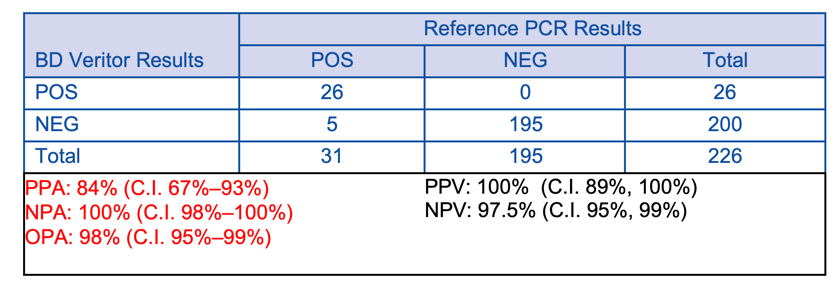 Reference PCR Results
BD Veritor Results POS NEG Total
POS 26 0 26
NEG 5 195 200
Total 31 195 226
PPA: 84% (C.I. 67%–93%) PPV: 100% (C.I. 89%, 100%)
NPA: 100% (C.I. 98%–100%) NPV: 97.5% (C.I. 95%, 99%)
OPA: 98% (C.I. 95%–99%)